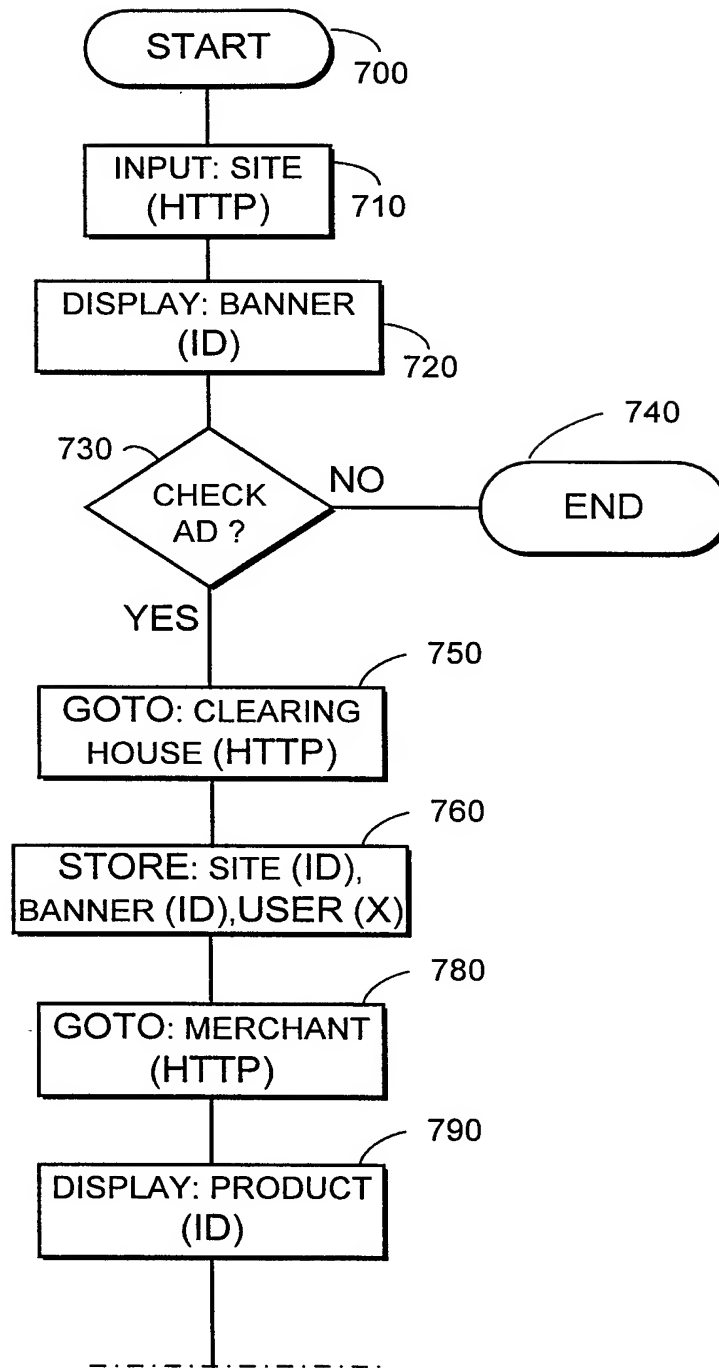 START
700
INPUT: SITE
(HTTP)
710
DISPLAY: BANNER
(ID)
720
730
CHECK
AD ?
NO
740
END
YES
750
GOTO: CLEARING
HOUSE (HTTP)
760
STORE: SITE (ID),
BANNER (ID),USER (X)
780
GOTO: MERCHANT
(HTTP)
790
DISPLAY: PRODUCT
(ID)